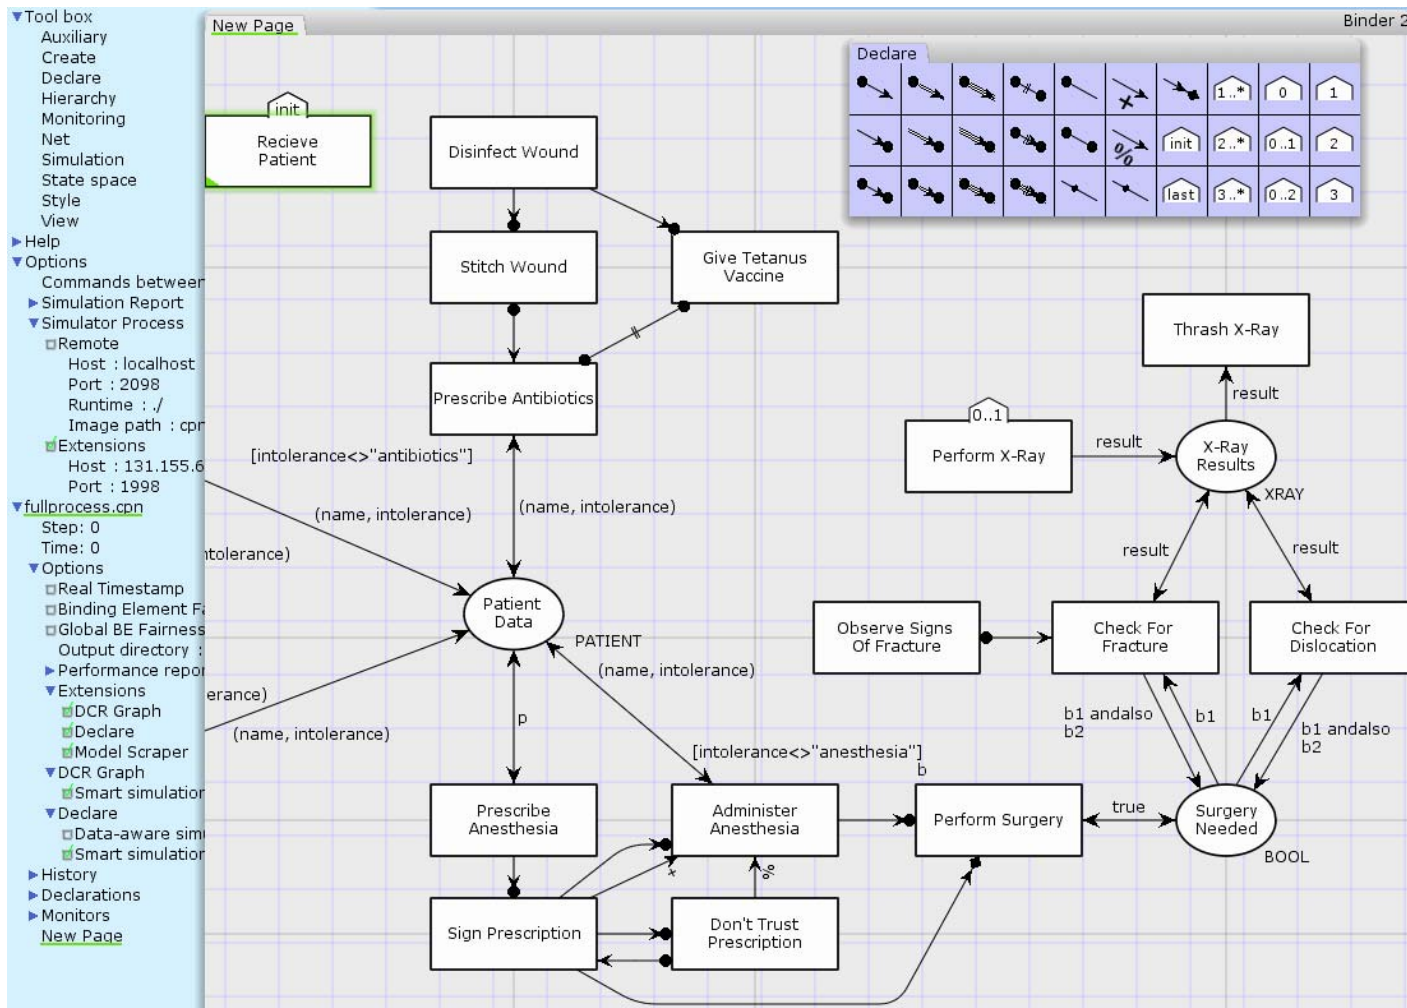 Tool box
Auxiliary
Create
Declare
Hierarchy
Monitoring
Net
Simulation
State space
Style
View
Help
Options
Commands between
Simulation Report
Simulator Process
Remote
Host : localhost
Port : 2098
Runtime : ./
Image path : cpn
Extensions
Host : 131.155.6
Port : 1998
fullprocess.cpn
Step: 0
Time: 0
Options
Real Timestamp
Binding Element Fa
Global BE Fairness
Output directory :
Performance repor
Extensions
DCR Graph
Declare
Model Scraper
DCR Graph
Smart simulation
Declare
Data-aware simu
Smart simulation
History
Declarations
Monitors
New Page
New Page
Binder 2
Declare
1..*
0
1
init
2..*
0..1
2
last
3..*
0..2
3
%
init
Recieve
Patient
Disinfect Wound
Stitch Wound
Give Tetanus
Vaccine
Prescribe Antibiotics
[intolerance<>"antibiotics"]
(name, intolerance)
(name, intolerance)
ntolerance)
Patient
Data
PATIENT
(name, intolerance)
erance)
(name, intolerance)
p
[intolerance<>"anesthesia"]
b
Prescribe
Anesthesia
Administer
Anesthesia
Perform Surgery
true
Surgery
Needed
BOOL
%
Sign Prescription
Don't Trust
Prescription
Thrash X-Ray
result
0..1
Perform X-Ray
result
X-Ray
Results
XRAY
result
result
Observe Signs
Of Fracture
Check For
Fracture
Check For
Dislocation
b1 andalso
b2
b1
b1
b1 andalso
b2